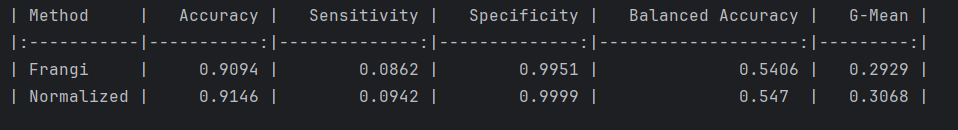 | Method     |   Accuracy |   Sensitivity |   Specificity |   Balanced Accuracy |   G-Mean |
|:-----------|-----------:|--------------:|--------------:|--------------------:|---------:|
| Frangi     |     0.9094 |        0.0862 |        0.9951 |              0.5406 |   0.2929 |
| Normalized |     0.9146 |        0.0942 |        0.9999 |              0.547  |   0.3068 |